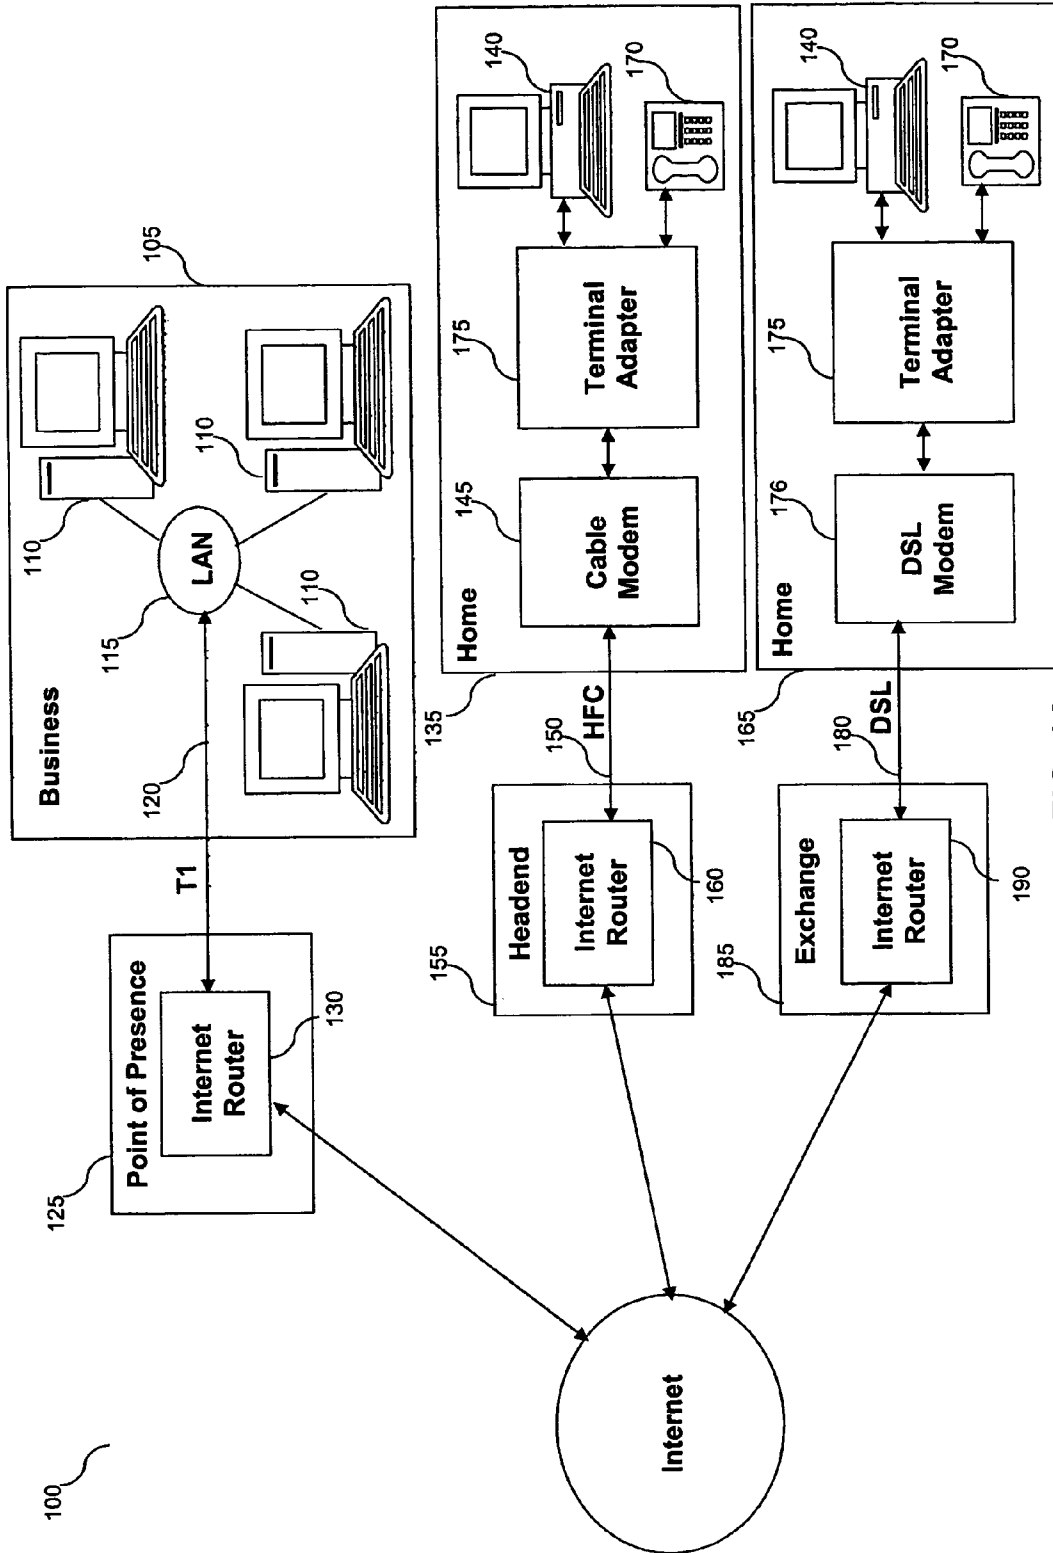 100
125
Point of Presence
Internet
Router
130
T1
120
Business
105
115
LAN
110
110
110
Internet
155
Headend
Internet
Router
160
150
HFC
135
Home
145
Cable
Modem
175
Terminal
Adapter
140
170
185
Exchange
Internet
Router
190
180
DSL
165
Home
176
DSL
Modem
175
Terminal
Adapter
140
170